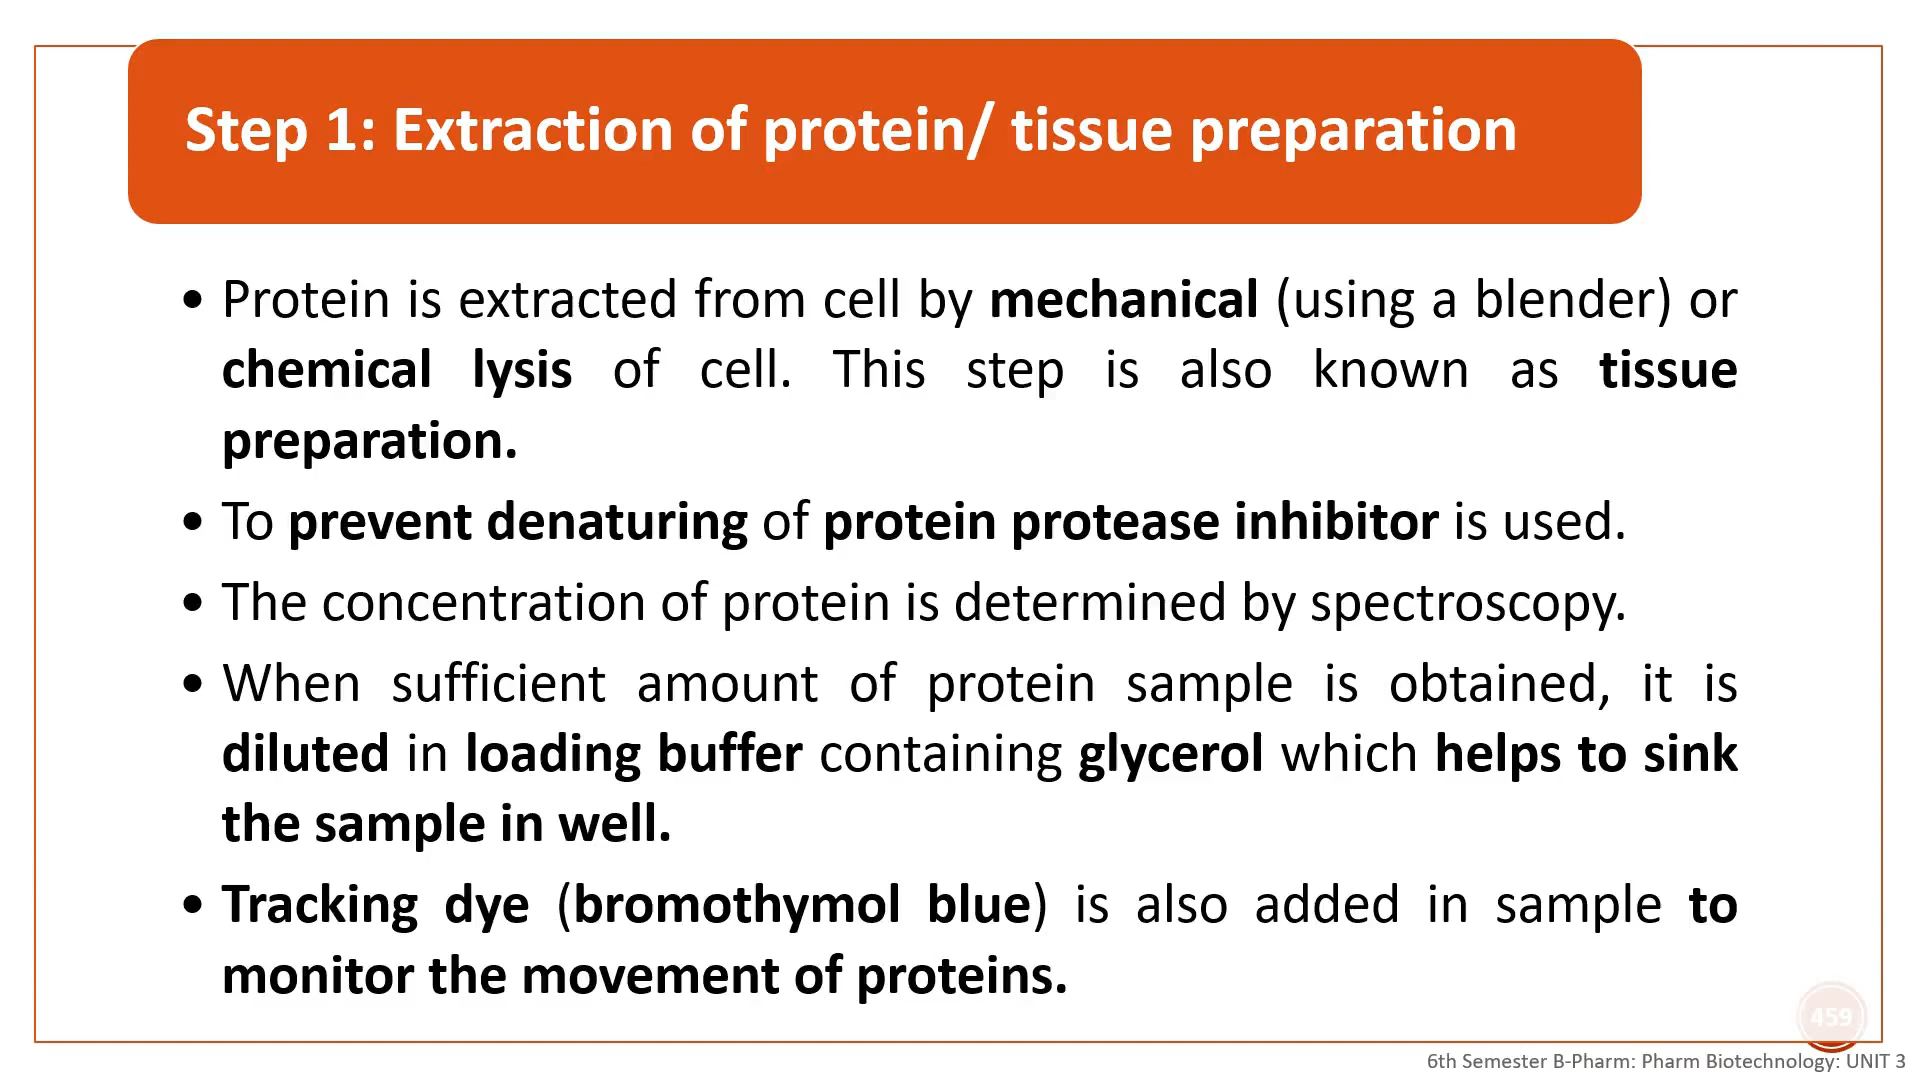 Step 1: Extraction of protein/ tissue preparation
• Protein is extracted from cell by mechanical (using a blender) or
chemical lysis of cell. This step is also known as tissue
preparation.
• To prevent denaturing of protein protease inhibitor is used.
• The concentration of protein is determined by spectroscopy.
• When sufficient amount of protein sample is obtained, it is
diluted in loading buffer containing glycerol which helps to sink
the sample in well.
• Tracking dye (bromothymol blue) is also added in sample to
monitor the movement of proteins.
459
6th Semester B-Pharm: Pharm Biotechnology: UNIT 3